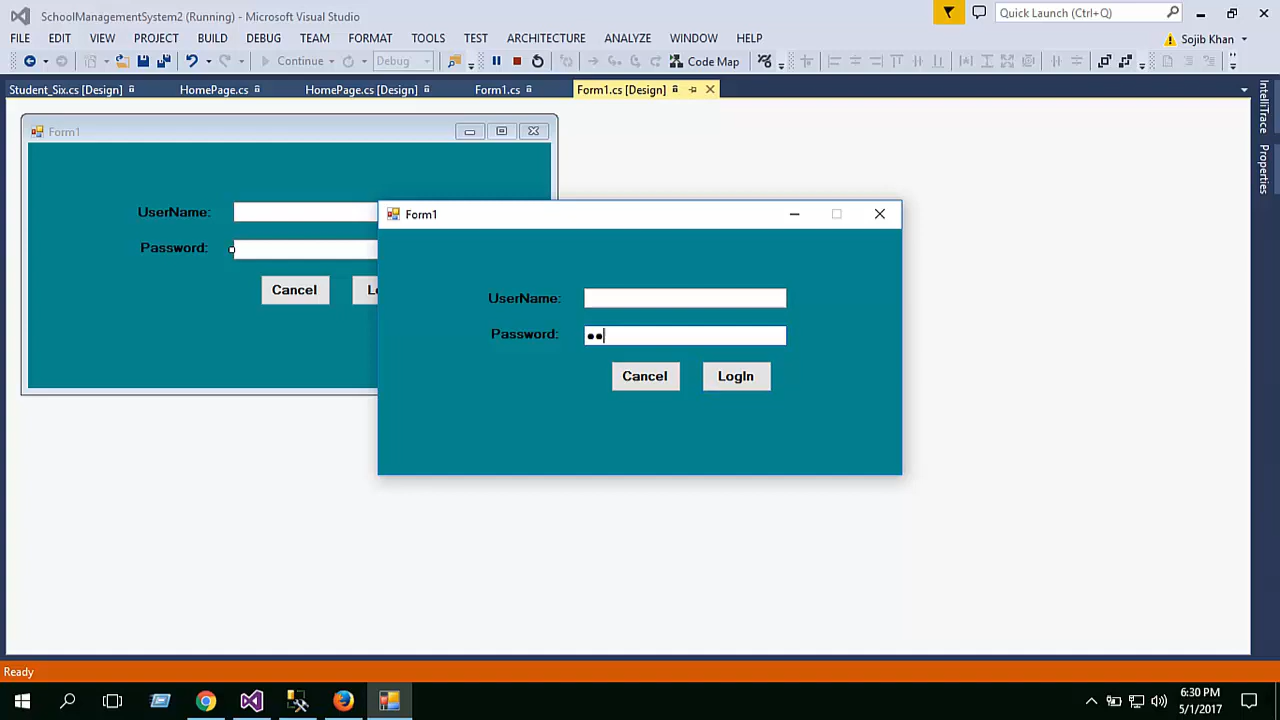 SchoolManagementSystem2 (Running) - Microsoft Visual Studio
Quick Launch (Ctrl+Q)
FILE EDIT VIEW PROJECT BUILD DEBUG TEAM FORMAT TOOLS TEST ARCHITECTURE ANALYZE WINDOW HELP
Sojib Khan
Continue Debug Code Map
Student_Six.cs [Design] HomePage.cs HomePage.cs [Design] Form1.cs Form1.cs [Design]
IntelliTrace
Properties
Form1
UserName:
Password:
Cancel Lo
Form1
UserName:
Password: ●●
Cancel LogIn
Ready
6:30 PM
5/1/2017